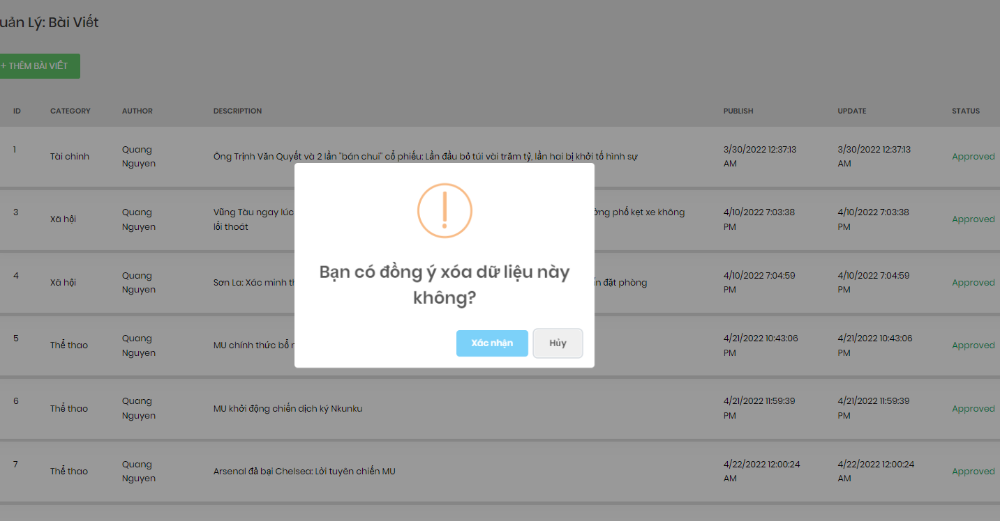 uản Lý: Bài Viết
+ THÊM BÀI VIẾT
ID CATEGORY AUTHOR DESCRIPTION PUBLISH UPDATE STATUS
1 Tài chinh Quang Nguyen Ông Trịnh Văn Quyết và 2 lần "bán chui" cổ phiếu: Lần đầu bỏ túi vài trăm tỷ, lần hai bị khởi tố hình sự 3/30/2022 12:37:13 AM 3/30/2022 12:37:13 AM Approved
3 Xã hội Quang Nguyen Vũng Tàu ngay lúc phố kẹt xe không lối thoát 4/10/2022 7:03:38 PM 4/10/2022 7:03:38 PM Approved
4 Xã hội Quang Nguyen Sơn La: Xác minh đặt phòng 4/10/2022 7:04:59 PM 4/10/2022 7:04:59 PM Approved
5 Thể thao Quang Nguyen MU chính thức bổ 4/21/2022 10:43:06 PM 4/21/2022 10:43:06 PM Approved
6 Thể thao Quang Nguyen MU khởi động chiến dịch ký Nkunku 4/21/2022 11:59:39 PM 4/21/2022 11:59:39 PM Approved
7 Thể thao Quang Nguyen Arsenal đả bại Chelsea: Lời tuyên chiến MU 4/22/2022 12:00:24 AM 4/22/2022 12:00:24 AM Approved
Bạn có đồng ý xóa dữ liệu này
không?
Xác nhận Hủy